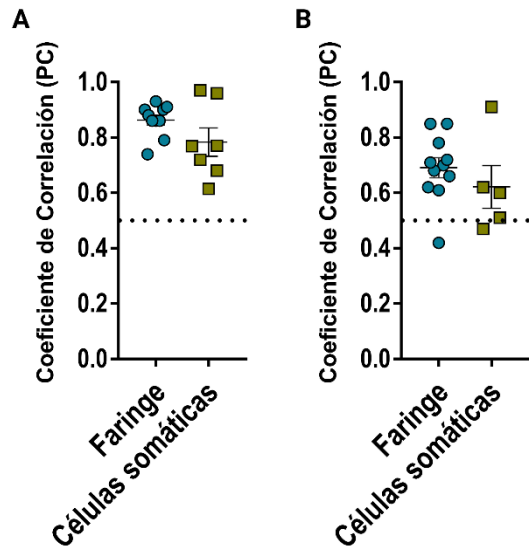 A
Coeficiente de Correlación (PC)
1.0
0.8
0.6
0.4
0.2
0.0
Faringe
Células somáticas
B
Coeficiente de Correlación (PC)
1.0
0.8
0.6
0.4
0.2
0.0
Faringe
Células somáticas